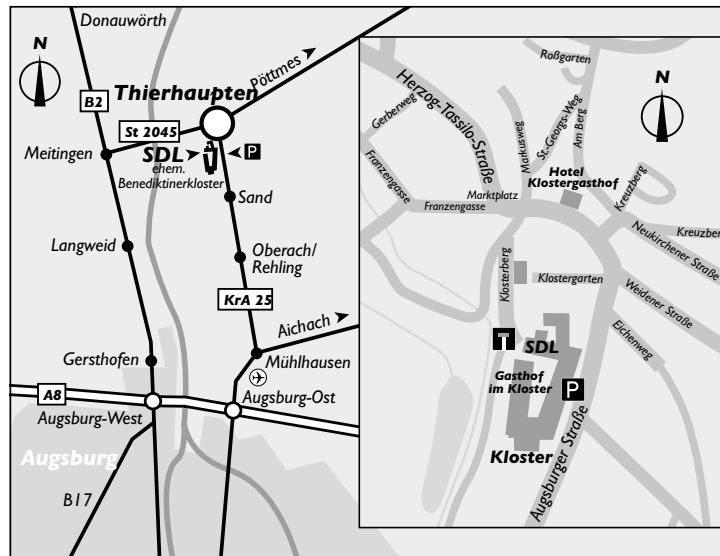 Donauwörth
N
B2
Thierhaupten
Pöttmes
St 2045
Meitingen
SDL
P
ehem.
Benediktinerkloster
Sand
Langweid
Oberach/
Rehling
KrA 25
Aichach
Gersthofen
Mühlhausen
A8
Augsburg-West
Augsburg-Ost
Augsburg
B17
Roßgarten
N
Herzog-Tassilo-Straße
Gerberweg
Markusweg
St.-Georgs-Weg
Am Berg
Franzengasse
Hotel
Klostergasthof
Kreuzberg
Marktplatz
Franzengasse
Kreuzberg
Neukirchener Straße
Klosterberg
Klostergarten
Weidener Straße
Eichenweg
T
SDL
Gasthof
im Kloster
P
Kloster
Augsburger Straße